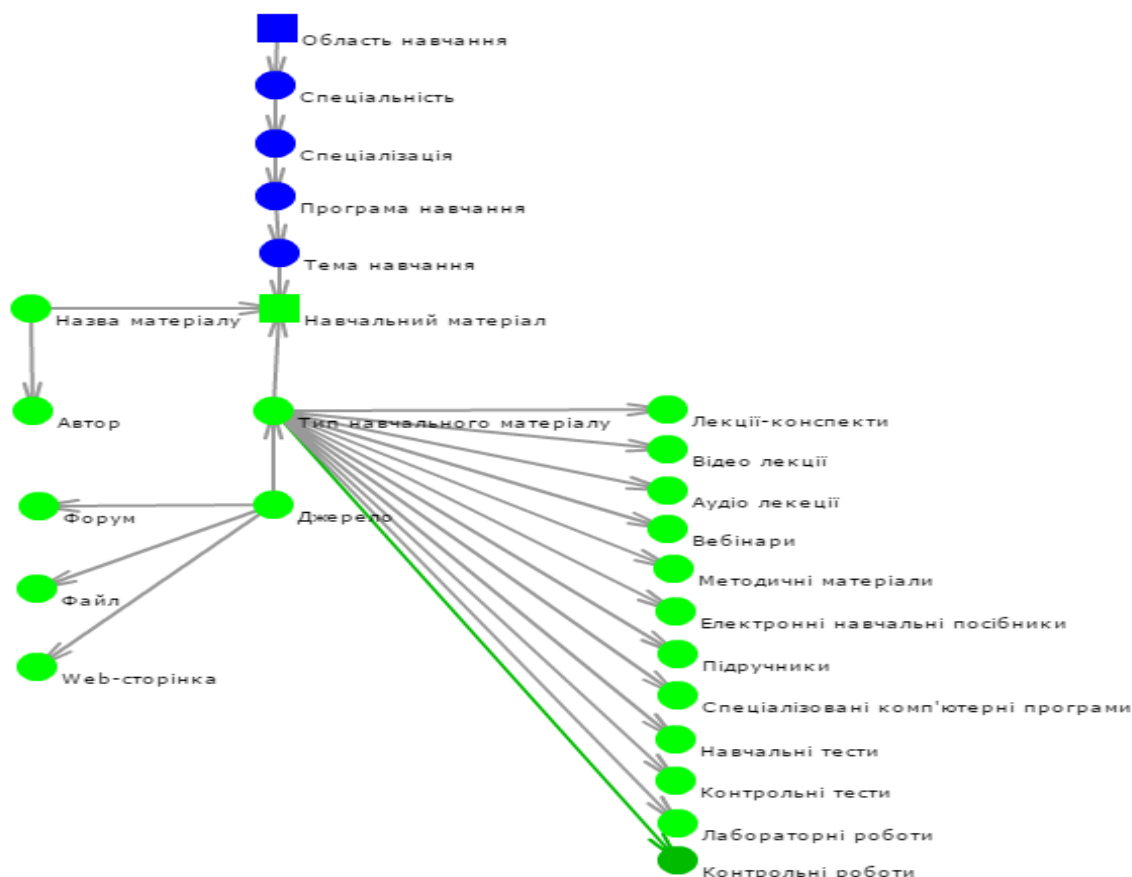 Область навчання
Спеціальність
Спеціалізація
Програма навчання
Тема навчання
Назва матеріалу
Навчальний матеріал
Автор
Тип навчального матеріалу
Форум
Джерело
Файл
Web-сторінка
Лекції-конспекти
Відео лекції
Аудіо лекеції
Вебінари
Методичні матеріали
Електронні навчальні посібники
Підручники
Спеціалізовані комп'ютерні програми
Навчальні тести
Контрольні тести
Лабораторні роботи
Контрольні роботи